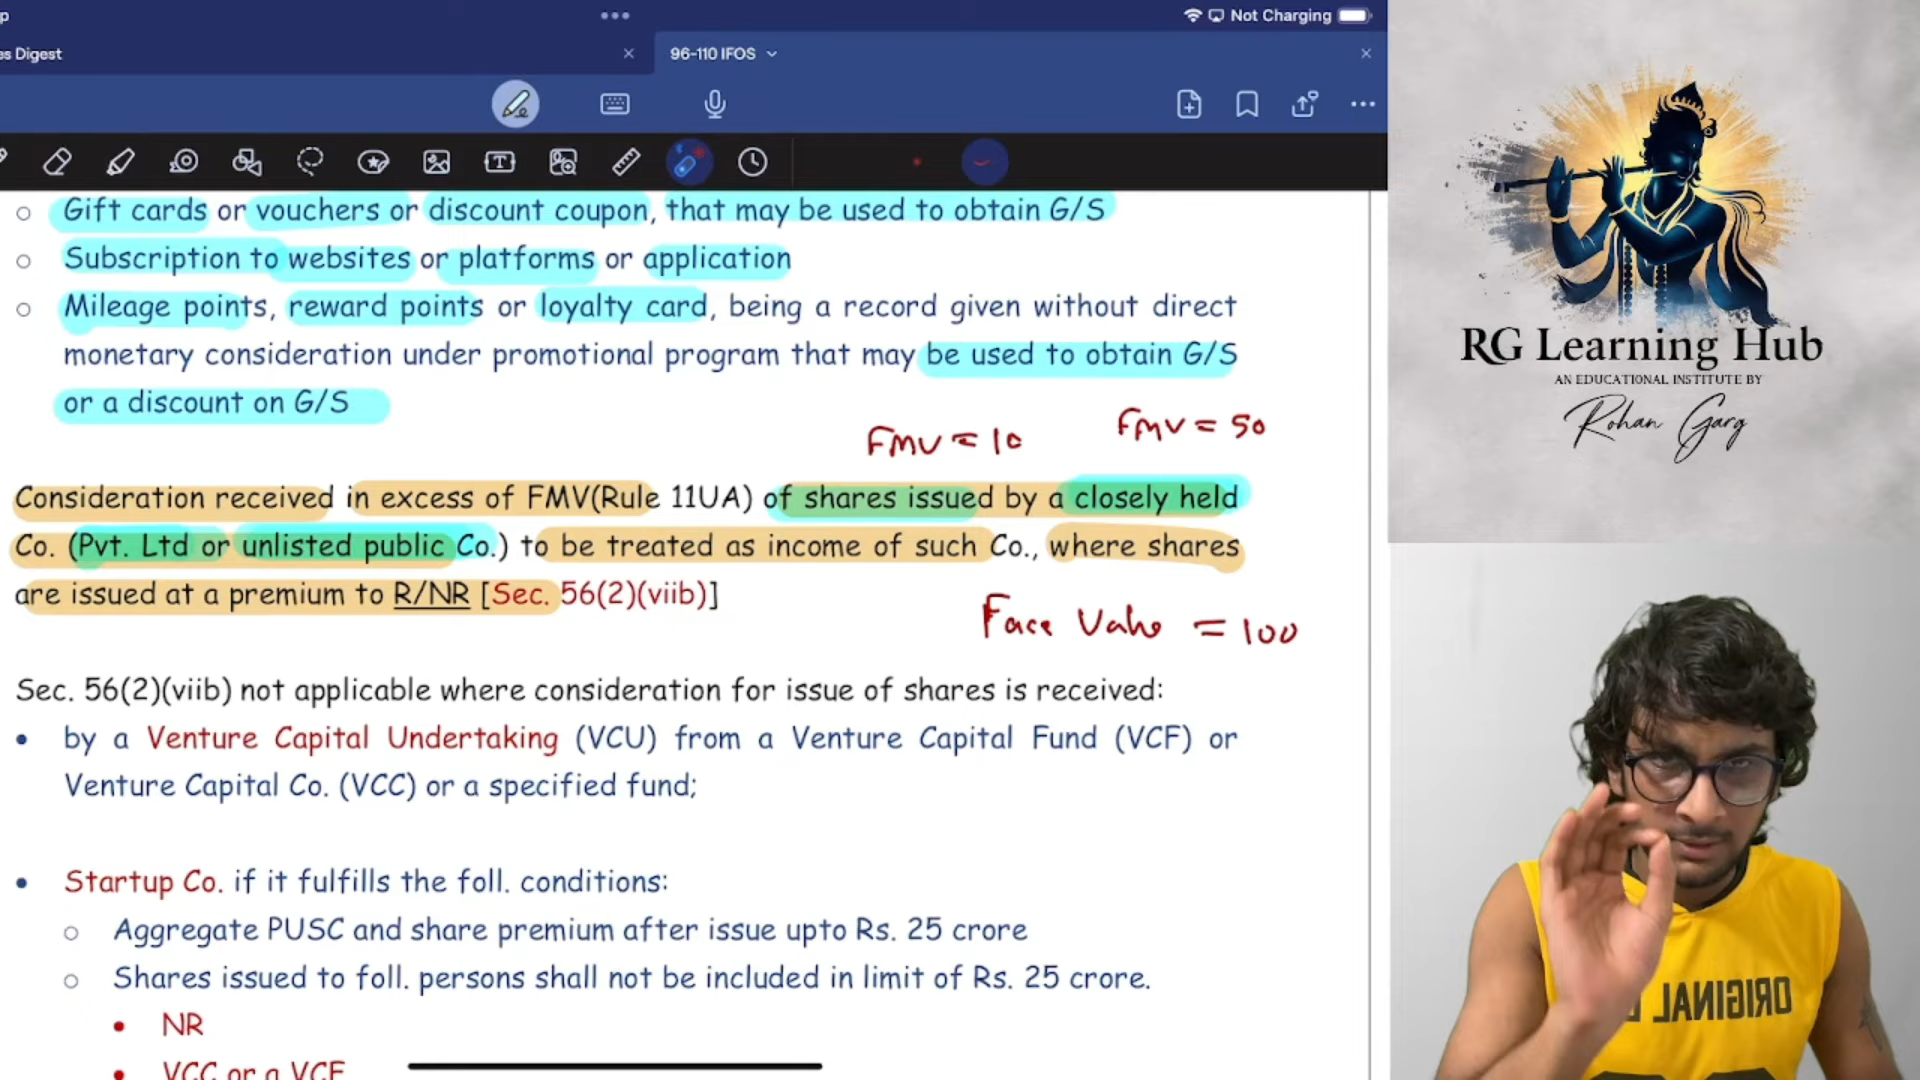 p
Not Charging
es Digest
96-110 IFOS
Gift cards or vouchers or discount coupon, that may be used to obtain G/S
Subscription to websites or platforms or application
Mileage points, reward points or loyalty card, being a record given without direct
monetary consideration under promotional program that may be used to obtain G/S
or a discount on G/S
FMV = 10
FMV = 50
Consideration received in excess of FMV(Rule 11UA) of shares issued by a closely held
Co. (Pvt. Ltd or unlisted public Co.) to be treated as income of such Co., where shares
are issued at a premium to R/NR [Sec. 56(2)(viib)]
Face Value = 100
Sec. 56(2)(viib) not applicable where consideration for issue of shares is received:
by a Venture Capital Undertaking (VCU) from a Venture Capital Fund (VCF) or
Venture Capital Co. (VCC) or a specified fund;
Startup Co. if it fulfills the foll. conditions:
Aggregate PUSC and share premium after issue upto Rs. 25 crore
Shares issued to foll. persons shall not be included in limit of Rs. 25 crore.
NR
VCC or a VCF
RG Learning Hub
AN EDUCATIONAL INSTITUTE BY
Rohan Garg
ORIGINAL